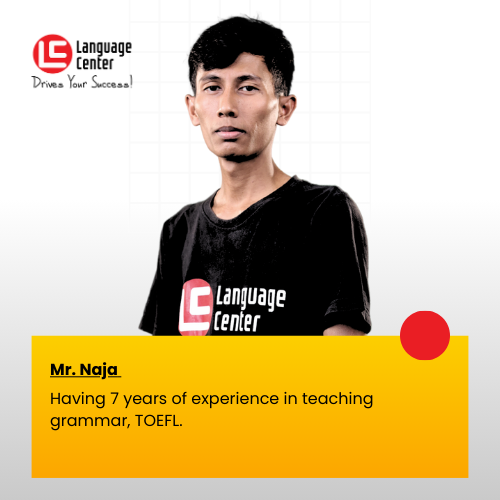 LC Language
Center
Drives Your Success!
LC Language
Center
Mr. Naja
Having 7 years of experience in teaching
grammar, TOEFL.